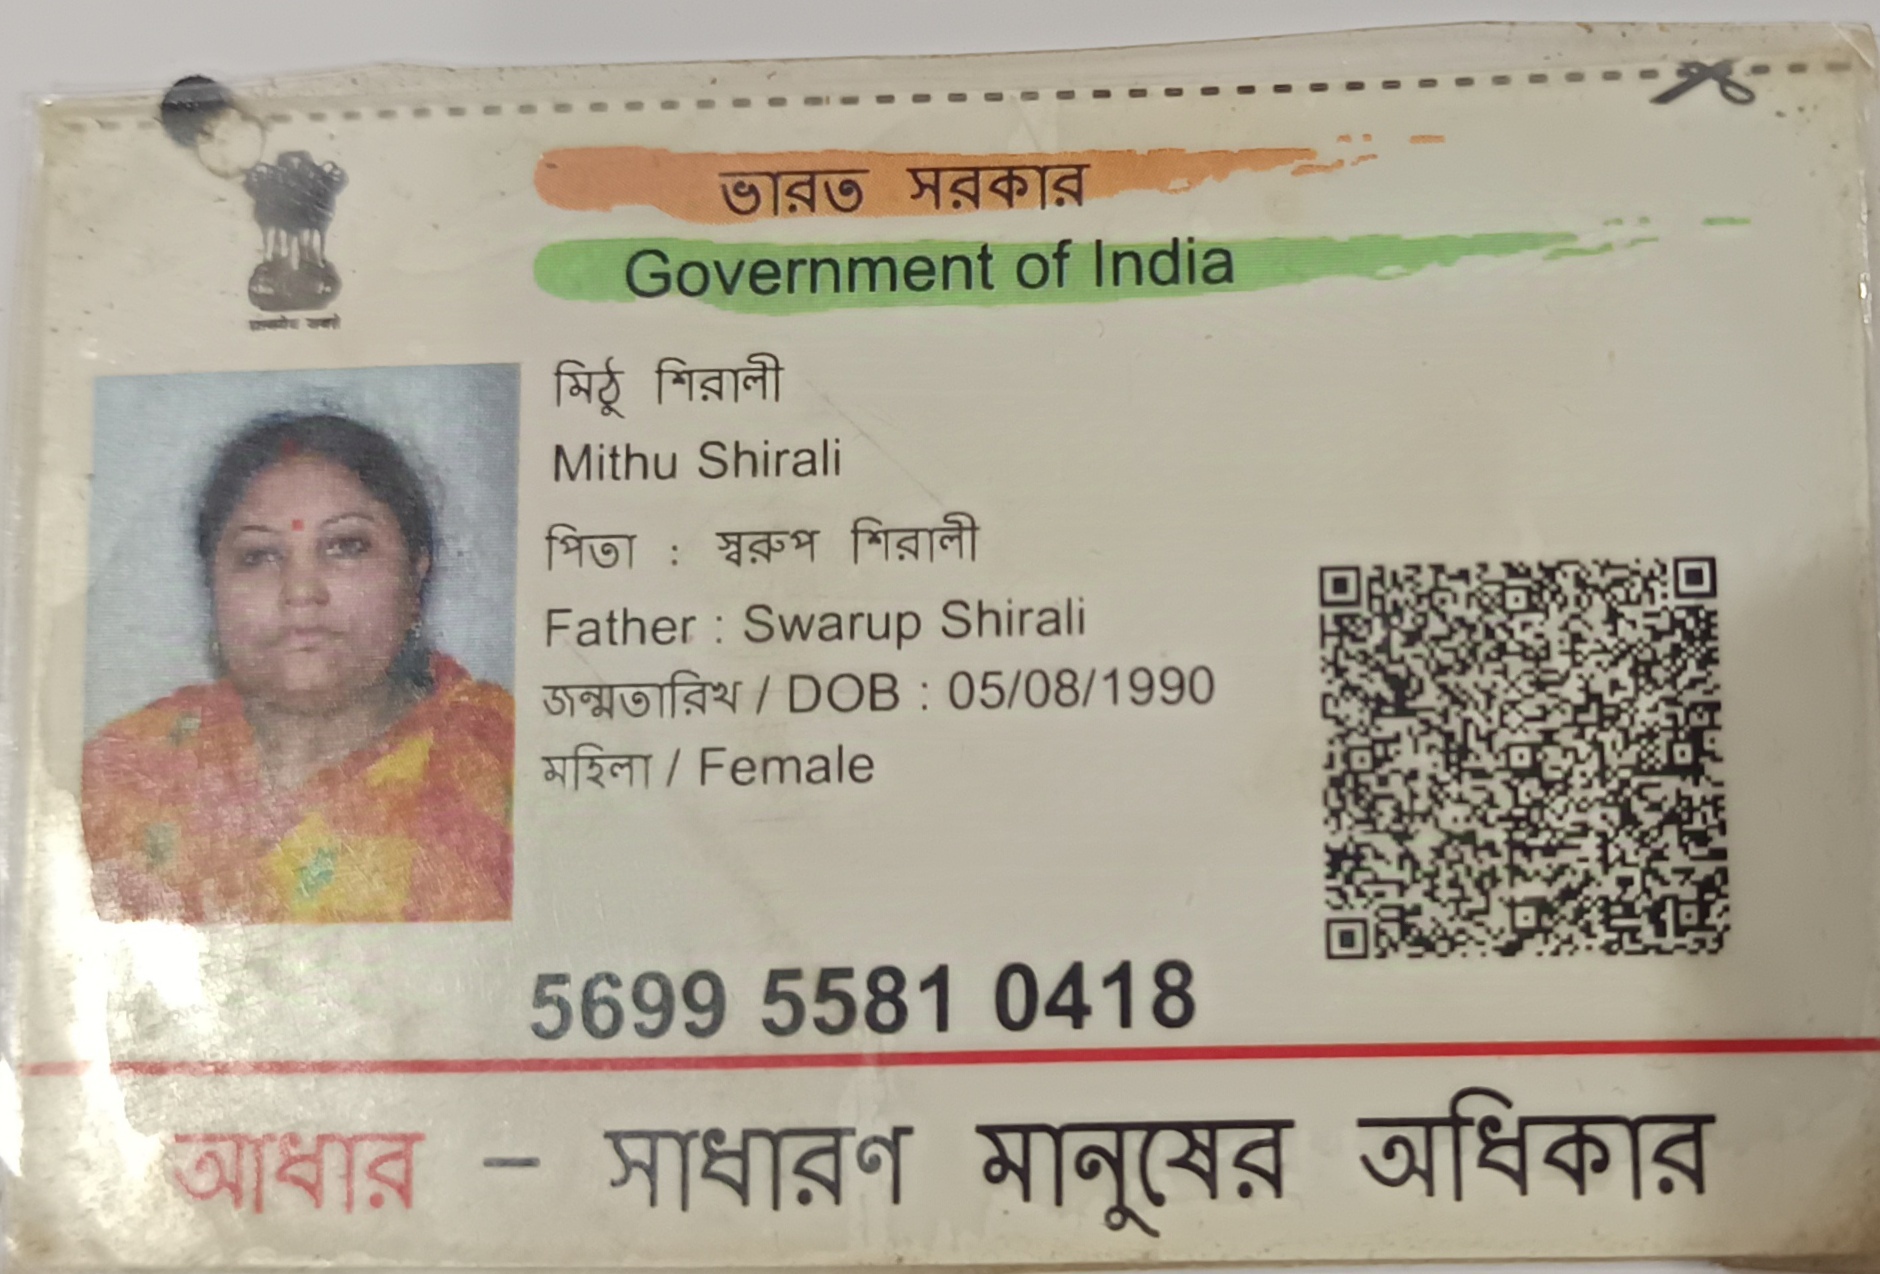 ভারত সরকার
Government of India
মিঠু শিরালী
Mithu Shirali
পিতা : স্বরুপ শিরালী
Father : Swarup Shirali
জন্মতারিখ / DOB : 05/08/1990
মহিলা / Female
5699 5581 0418
আধার – সাধারণ মানুষের অধিকার